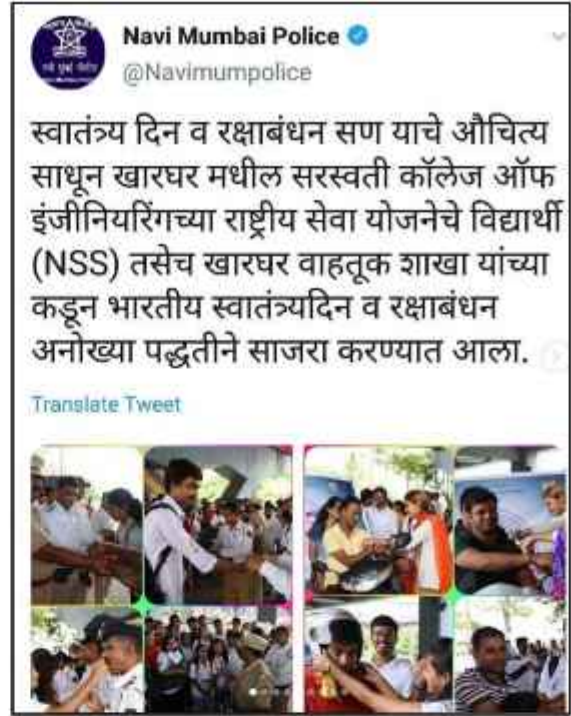 Navi Mumbai Police
@Navimumpolice
स्वातंत्र्य दिन व रक्षाबंधन सण याचे औचित्य
साधून खारघर मधील सरस्वती कॉलेज ऑफ
इंजीनियरिंगच्या राष्ट्रीय सेवा योजनेचे विद्यार्थी
(NSS) तसेच खारघर वाहतूक शाखा यांच्या
कडून भारतीय स्वातंत्र्यदिन व रक्षाबंधन
अनोख्या पद्धतीने साजरा करण्यात आला.
Translate Tweet